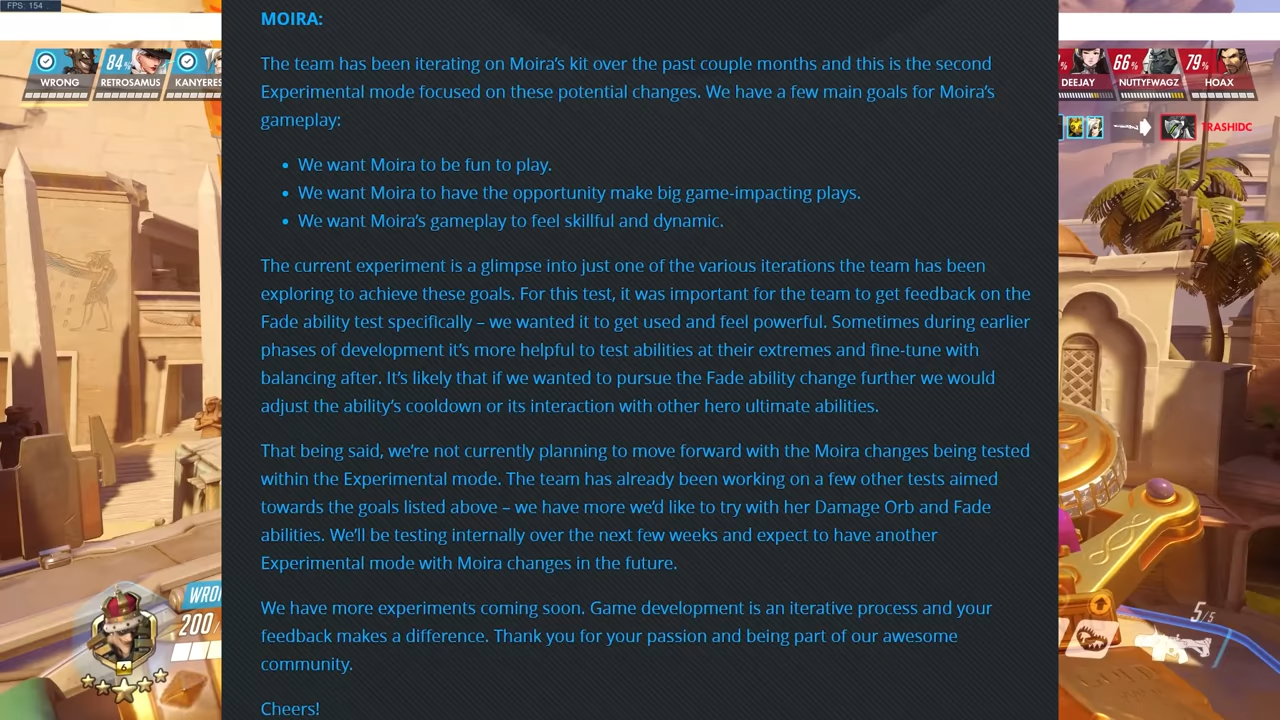 FPS: 154
MOIRA:
The team has been iterating on Moira's kit over the past couple months and this is the second
Experimental mode focused on these potential changes. We have a few main goals for Moira's
gameplay:
• We want Moira to be fun to play.
• We want Moira to have the opportunity make big game-impacting plays.
• We want Moira's gameplay to feel skillful and dynamic.
The current experiment is a glimpse into just one of the various iterations the team has been
exploring to achieve these goals. For this test, it was important for the team to get feedback on the
Fade ability test specifically – we wanted it to get used and feel powerful. Sometimes during earlier
phases of development it's more helpful to test abilities at their extremes and fine-tune with
balancing after. It's likely that if we wanted to pursue the Fade ability change further we would
adjust the ability's cooldown or its interaction with other hero ultimate abilities.
That being said, we're not currently planning to move forward with the Moira changes being tested
within the Experimental mode. The team has already been working on a few other tests aimed
towards the goals listed above – we have more we'd like to try with her Damage Orb and Fade
abilities. We'll be testing internally over the next few weeks and expect to have another
Experimental mode with Moira changes in the future.
We have more experiments coming soon. Game development is an iterative process and your
feedback makes a difference. Thank you for your passion and being part of our awesome
community.
Cheers!
84%
WRONG RETROSAMUS KANYERES
% 66% 79%
DEEJAY NUTTYFWAGZ HOAX
TRASHIDC
WRO
200/
6
5/5